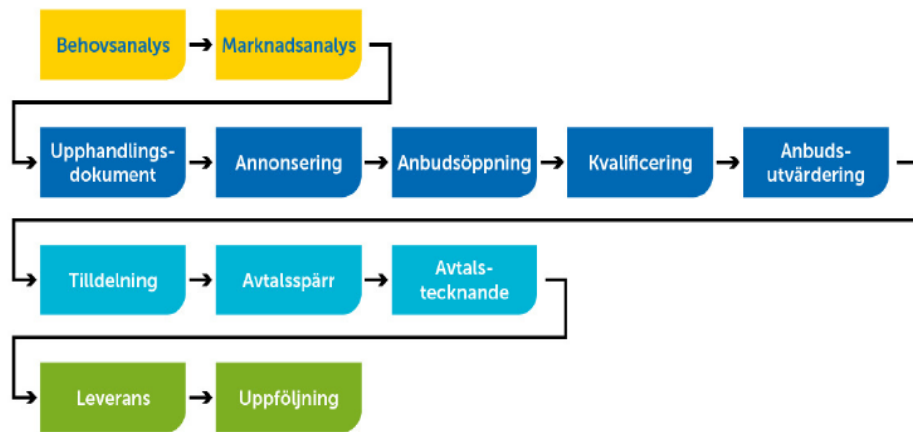 Behovsanalys
Marknadsanalys
Upphandlings-
dokument
Annonsering
Anbudsöppning
Kvalificering
Anbuds-
utvärdering
Tilldelning
Avtalsspärr
Avtals-
tecknande
Leverans
Uppföljning